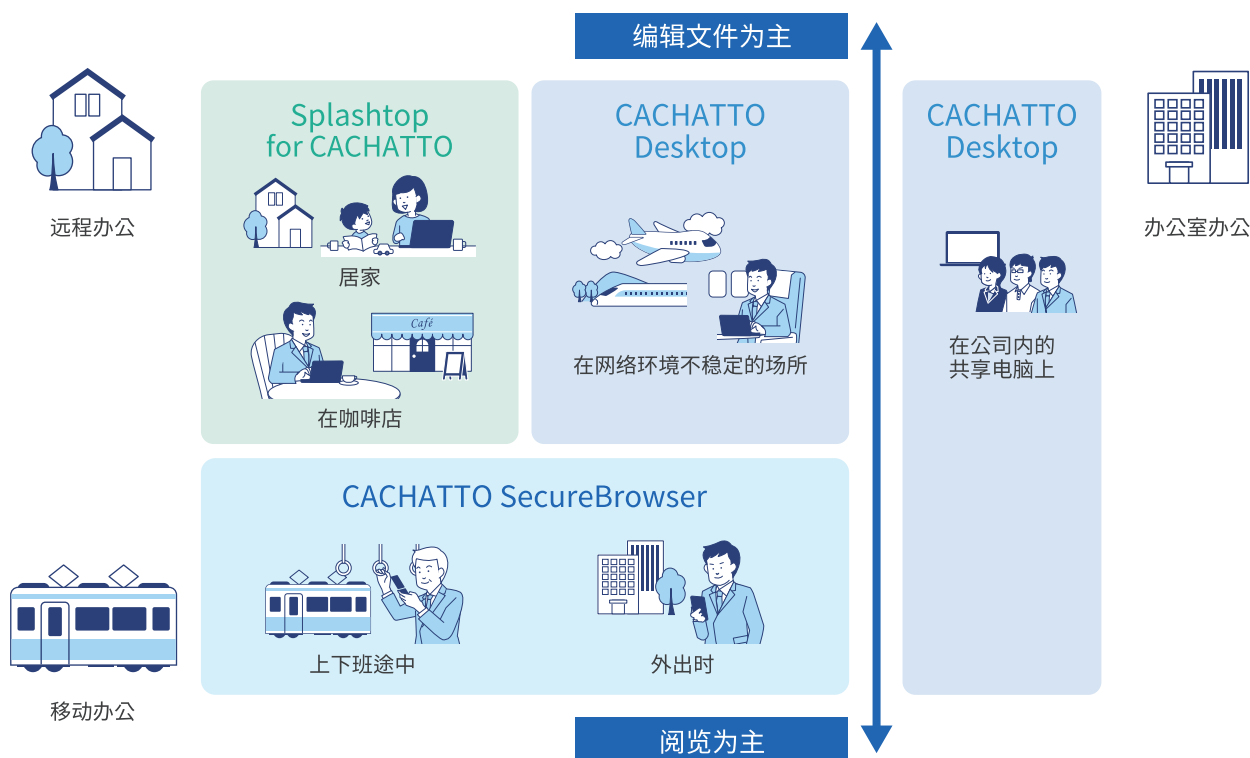 编辑文件为主
Splashtop
for CACHATTO
CACHATTO
Desktop
CACHATTO
Desktop
远程办公
办公室办公
居家
Café
在咖啡店
在网络环境不稳定的场所
在公司内的
共享电脑上
CACHATTO SecureBrowser
上下班途中
外出时
移动办公
阅览为主